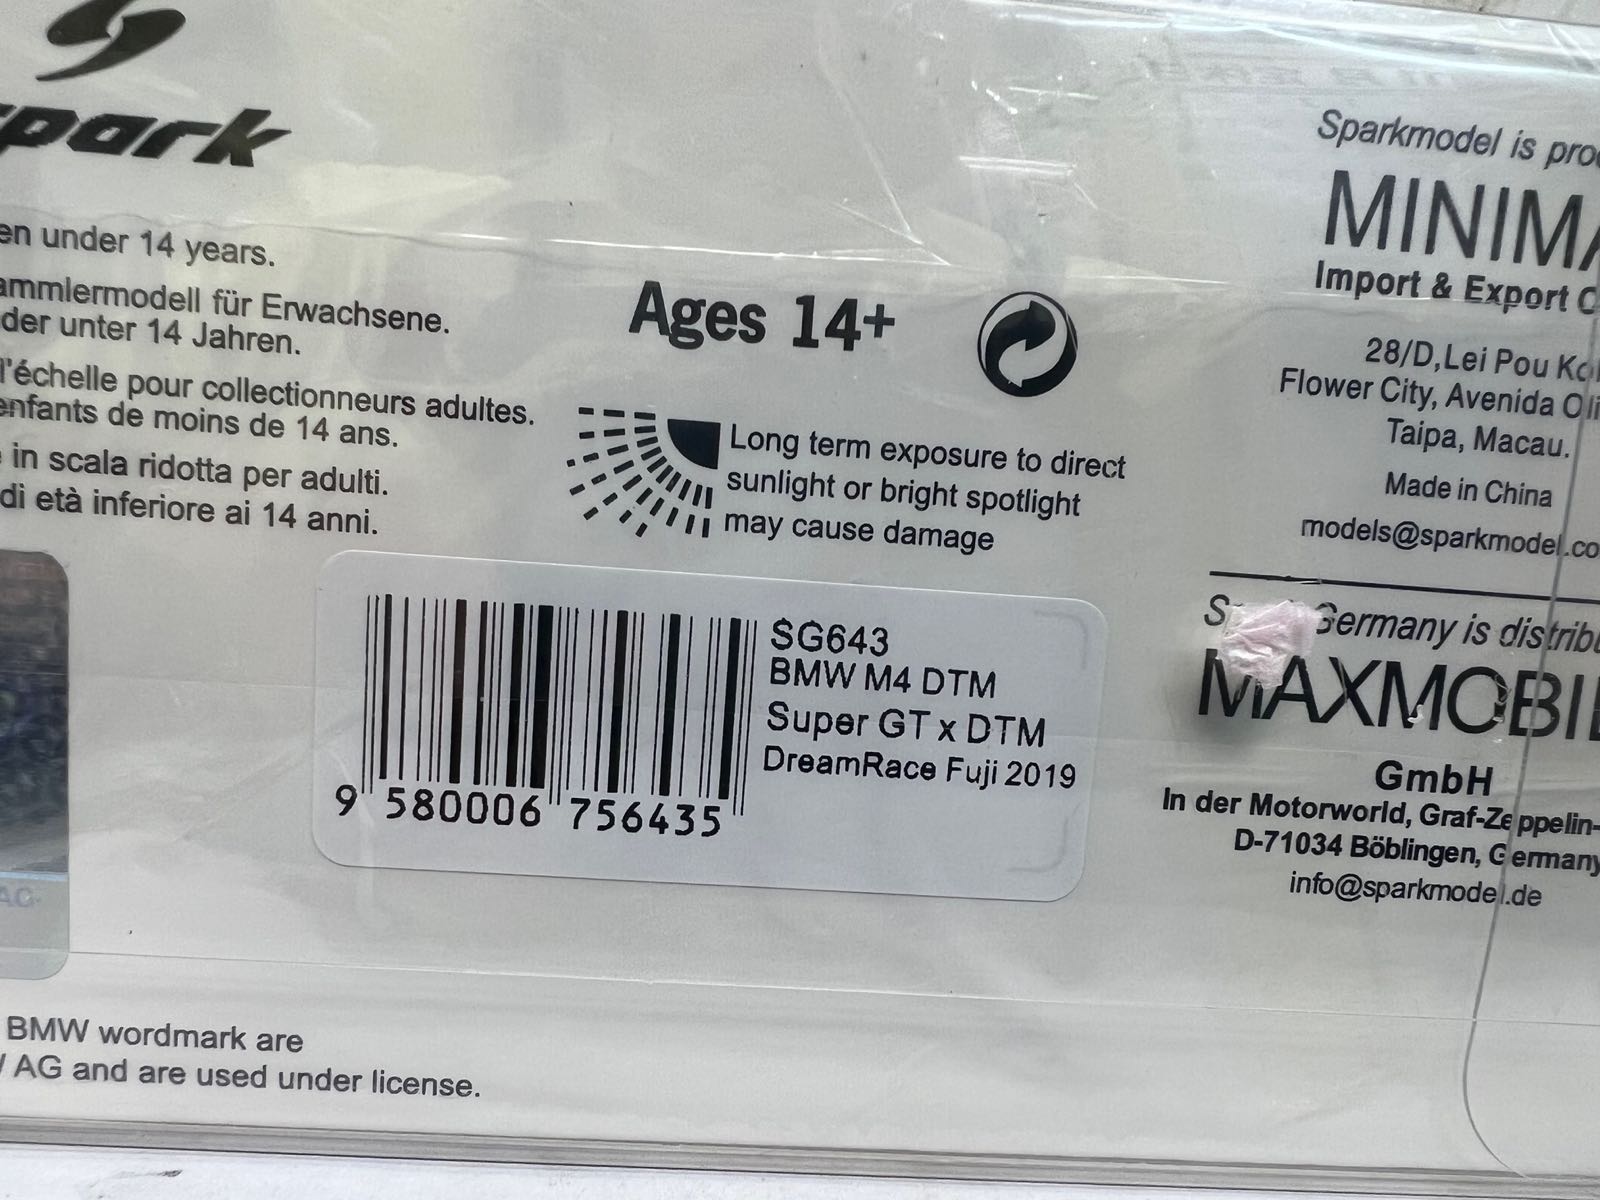 spark
en under 14 years.
ammlermodell für Erwachsene.
der unter 14 Jahren.
l'échelle pour collectionneurs adultes.
enfants de moins de 14 ans.
in scala ridotta per adulti.
di età inferiore ai 14 anni.
Ages 14+
Long term exposure to direct
sunlight or bright spotlight
may cause damage
SG643
BMW M4 DTM
Super GT x DTM
DreamRace Fuji 2019
9 580006 756435
Sparkmodel is pro
MINIMA
Import & Export C
28/D,Lei Pou Ko
Flower City, Avenida Oli
Taipa, Macau.
Made in China
models@sparkmodel.co
Germany is distribu
MAXMOBIL
GmbH
In der Motorworld, Graf-Zeppelin-
D-71034 Böblingen, Germany
info@sparkmodel.de
AG
BMW wordmark are
AG and are used under license.